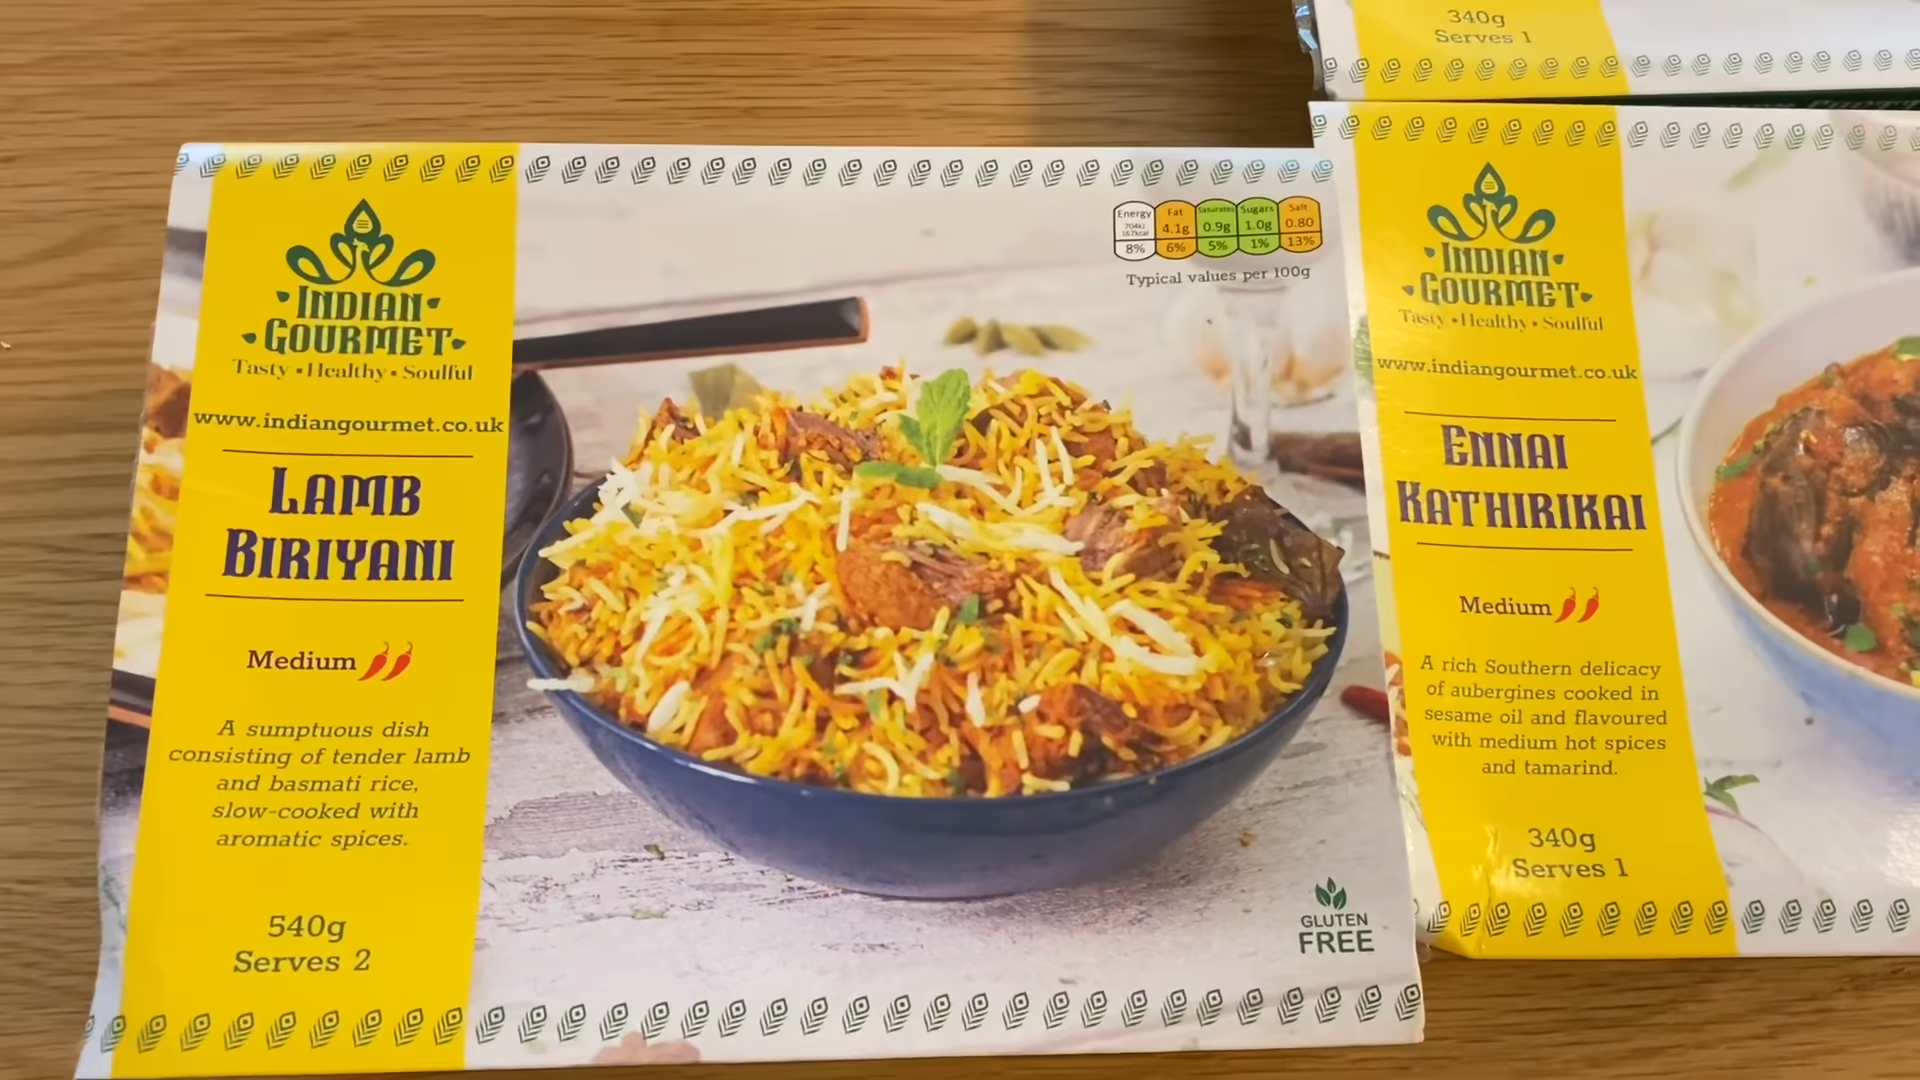 INDIAN
GOURMET
Tasty • Healthy • Soulful
www.indiangourmet.co.uk
LAMB
BIRIYANI
Medium
A sumptuous dish
consisting of tender lamb
and basmati rice,
slow-cooked with
aromatic spices.
540g
Serves 2
Energy Fat Saturates Sugars Salt
704kJ
167kcal 4.1g 0.9g 1.0g 0.80
8% 6% 5% 1% 13%
Typical values per 100g
GLUTEN
FREE
340g
Serves 1
INDIAN
GOURMET
Tasty • Healthy • Soulful
www.indiangourmet.co.uk
ENNAI
KATHIRIKAI
Medium
A rich Southern delicacy
of aubergines cooked in
sesame oil and flavoured
with medium hot spices
and tamarind.
340g
Serves 1